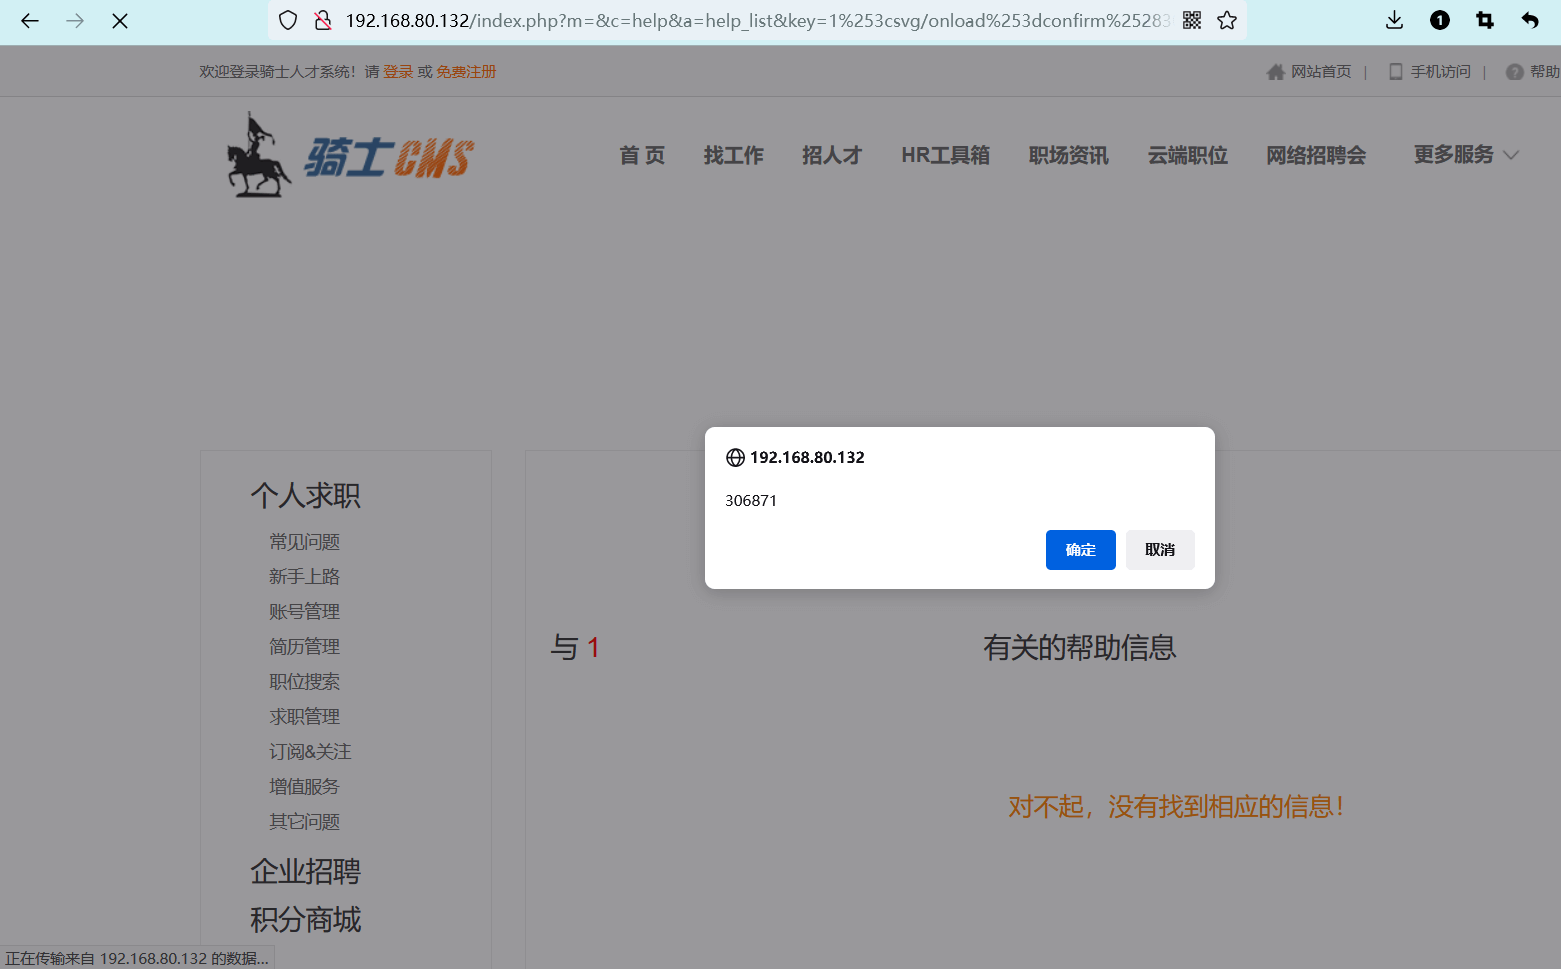 192.168.80.132/index.php?m=&c=help&a=help_list&key=1%253csvg/onload%253dconfirm%25283
欢迎登录骑士人才系统！请 登录 或 免费注册
网站首页 | 手机访问 | 帮助
骑士CMS
首 页 找工作 招人才 HR工具箱 职场资讯 云端职位 网络招聘会 更多服务
192.168.80.132
306871
确定 取消
个人求职
常见问题
新手上路
账号管理
简历管理
职位搜索
求职管理
订阅&关注
增值服务
其它问题
企业招聘
积分商城
与 1 有关的帮助信息
对不起，没有找到相应的信息！
正在传输来自 192.168.80.132 的数据...